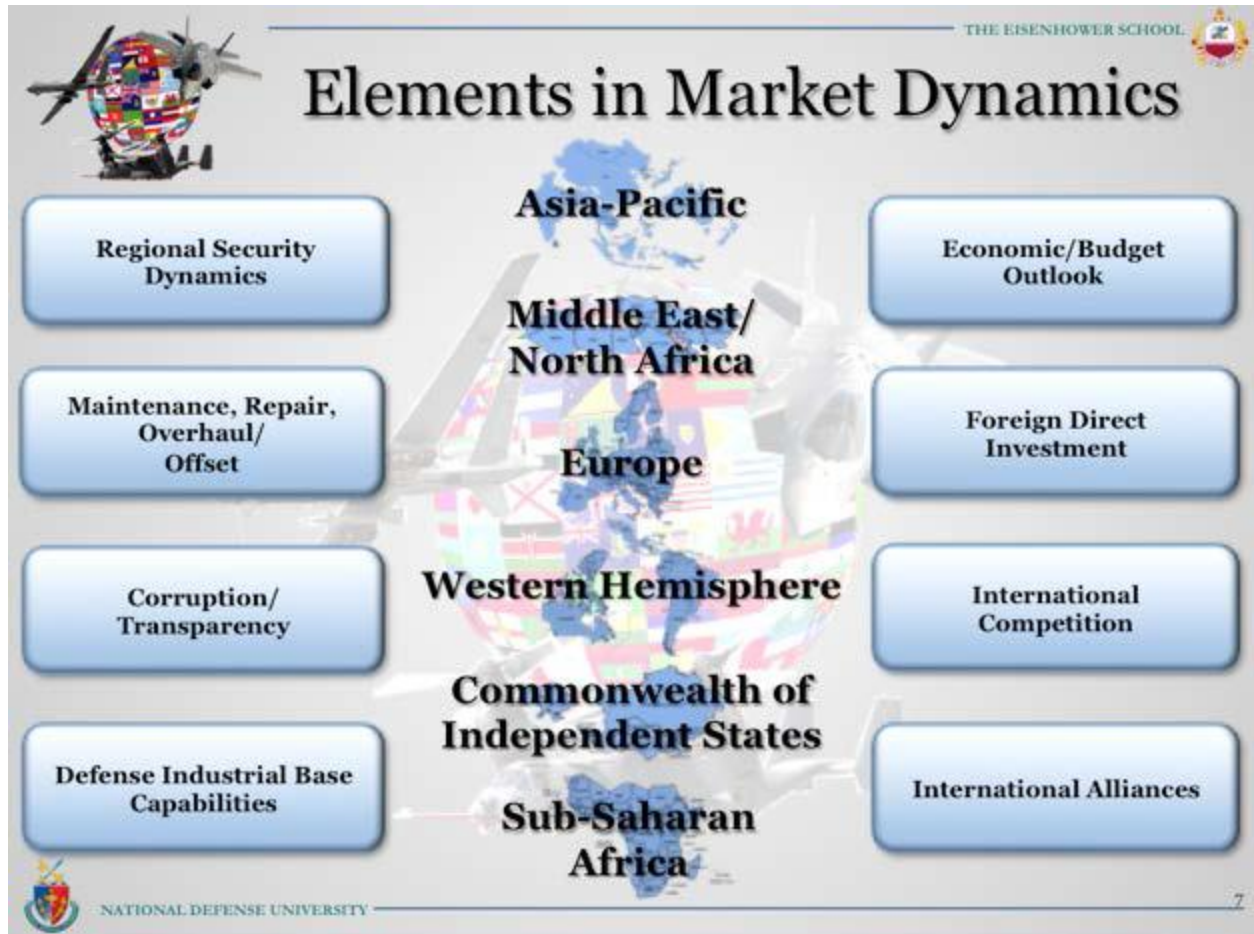 THE EISENHOWER SCHOOL
Elements in Market Dynamics
Regional Security
Dynamics
Maintenance, Repair,
Overhaul/
Offset
Corruption/
Transparency
Defense Industrial Base
Capabilities
Asia-Pacific
Middle East/
North Africa
Europe
Western Hemisphere
Commonwealth of
Independent States
Sub-Saharan
Africa
Economic/Budget
Outlook
Foreign Direct
Investment
International
Competition
International Alliances
NATIONAL DEFENSE UNIVERSITY
7